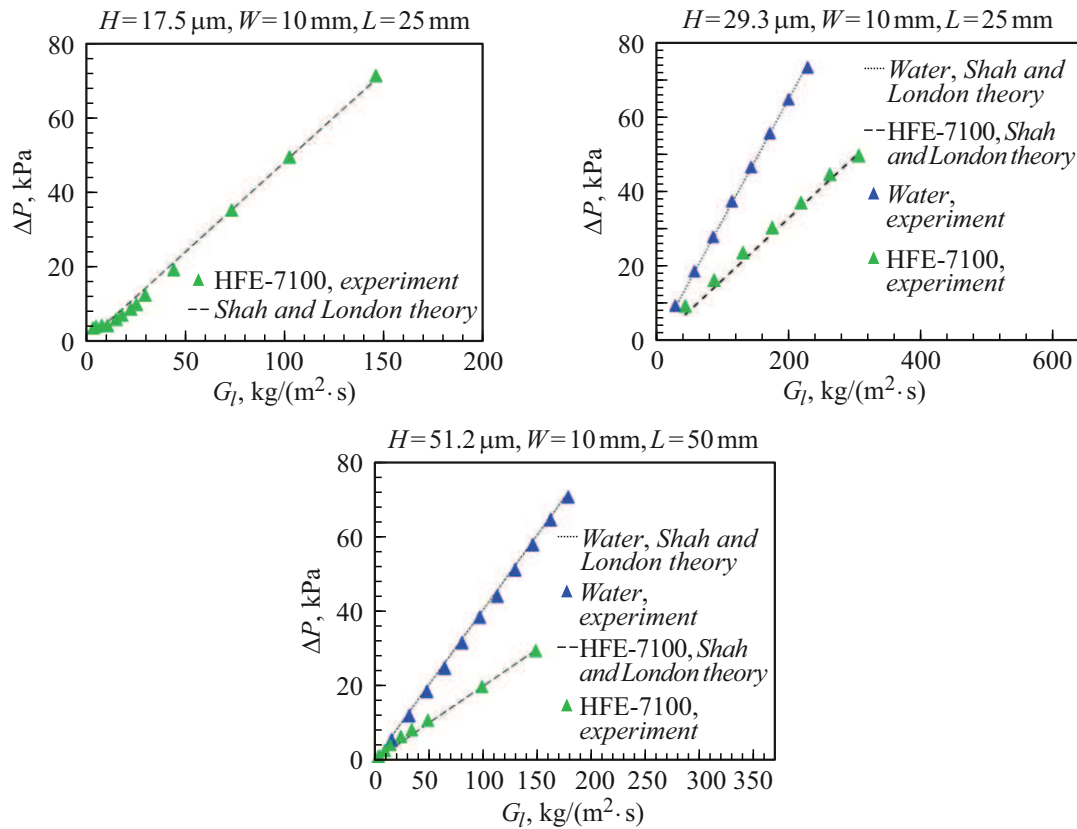 H=17.5 μm, W=10 mm, L=25 mm
80
60
40
20
0
ΔP, kPa
HFE-7100, experiment
Shah and London theory
0 50 100 150 200
G_l, kg/(m²·s)
H=29.3 μm, W=10 mm, L=25 mm
80
60
40
20
0
ΔP, kPa
Water, Shah and
London theory
HFE-7100, Shah
and London theory
Water,
experiment
HFE-7100,
experiment
0 200 400 600
G_l, kg/(m²·s)
H=51.2 μm, W=10 mm, L=50 mm
80
60
40
20
0
ΔP, kPa
Water, Shah and
London theory
Water,
experiment
HFE-7100, Shah
and London theory
HFE-7100,
experiment
0 50 100 150 200 250 300 350
G_l, kg/(m²·s)